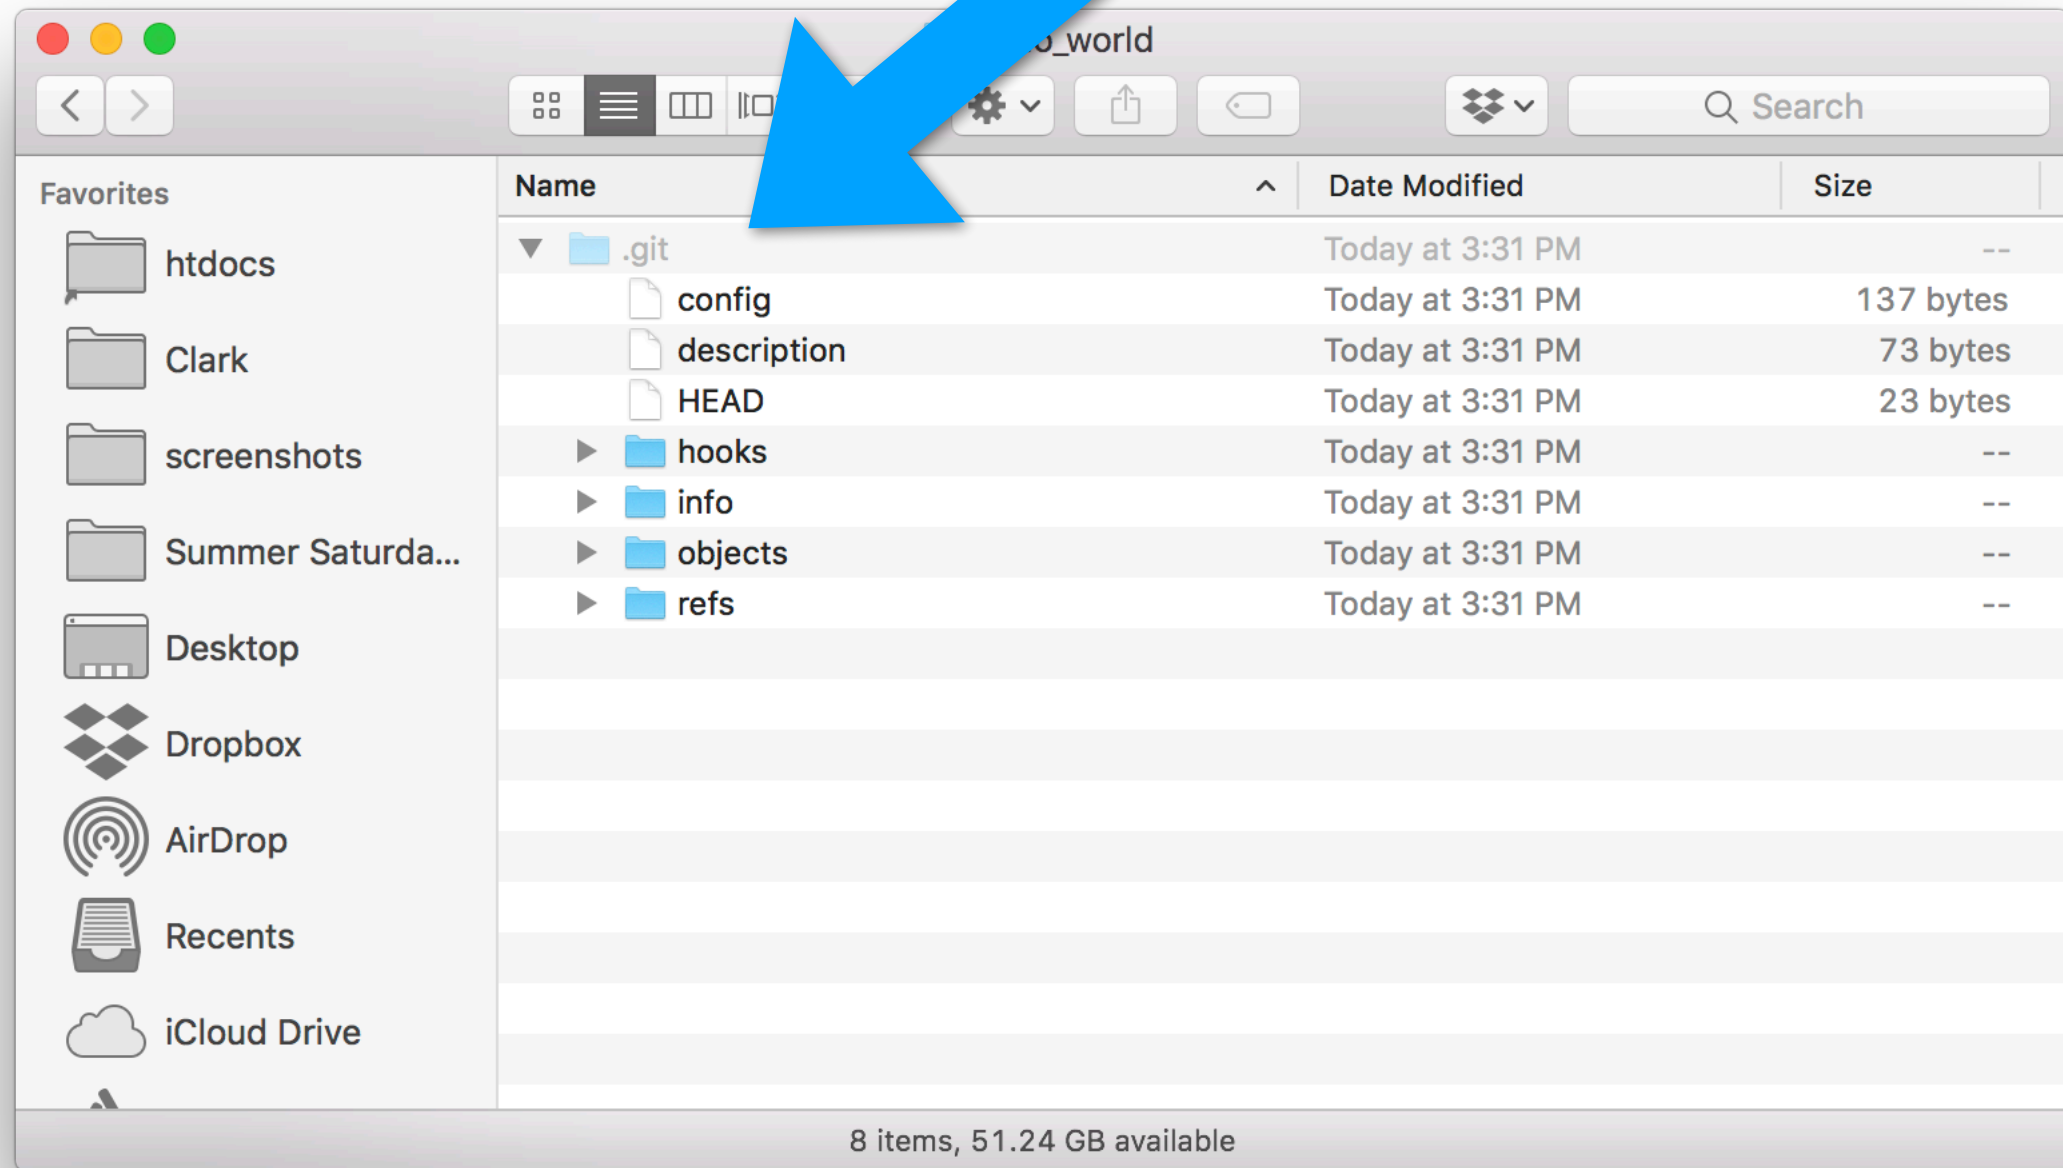 _world
Search
Favorites
htdocs
Clark
screenshots
Summer Saturda...
Desktop
Dropbox
AirDrop
Recents
iCloud Drive
Name Date Modified Size
.git Today at 3:31 PM --
config Today at 3:31 PM 137 bytes
description Today at 3:31 PM 73 bytes
HEAD Today at 3:31 PM 23 bytes
hooks Today at 3:31 PM --
info Today at 3:31 PM --
objects Today at 3:31 PM --
refs Today at 3:31 PM --
8 items, 51.24 GB available